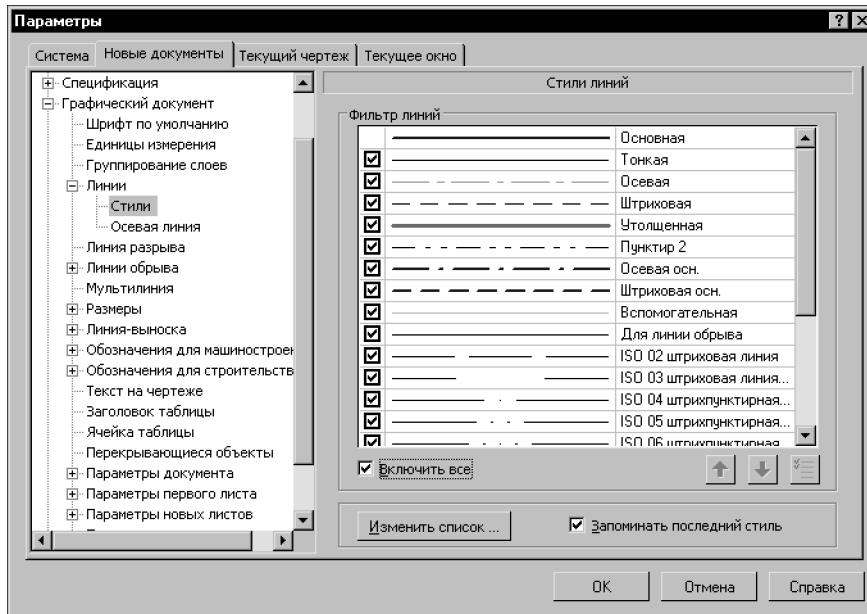 Параметры
Система
Новые документы
Текущий чертеж
Текущее окно
Спецификация
Графический документ
Шрифт по умолчанию
Единицы измерения
Группирование слоев
Линии
Стили
Осевая линия
Линия разрыва
Линии обрыва
Мультилиния
Размеры
Линия-выноска
Обозначения для машиностроен
Обозначения для строительств
Текст на чертеже
Заголовок таблицы
Ячейка таблицы
Перекрывающиеся объекты
Параметры документа
Параметры первого листа
Параметры новых листов
Стили линий
Фильтр линий
Основная
Тонкая
Осевая
Штриховая
Утолщенная
Пунктир 2
Осевая осн.
Штриховая осн.
Вспомогательная
Для линии обрыва
ISO 02 штриховая линия
ISO 03 штриховая линия...
ISO 04 штрихпунктирная...
ISO 05 штрихпунктирная...
ISO 06 штрихпунктирная
Включить все
Изменить список ...
Запоминать последний стиль
OK
Отмена
Справка